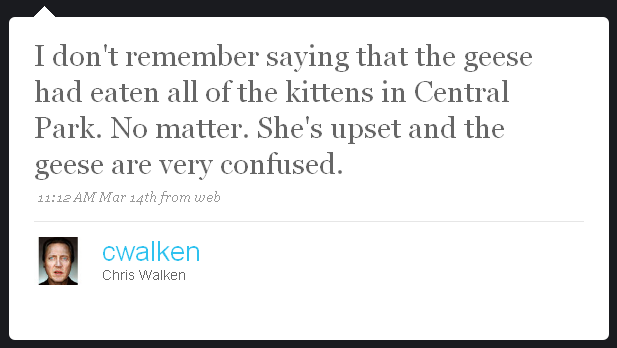 I don't remember saying that the geese
had eaten all of the kittens in Central
Park. No matter. She's upset and the
geese are very confused.
11:12 AM Mar 14th from web
cwalken
Chris Walken